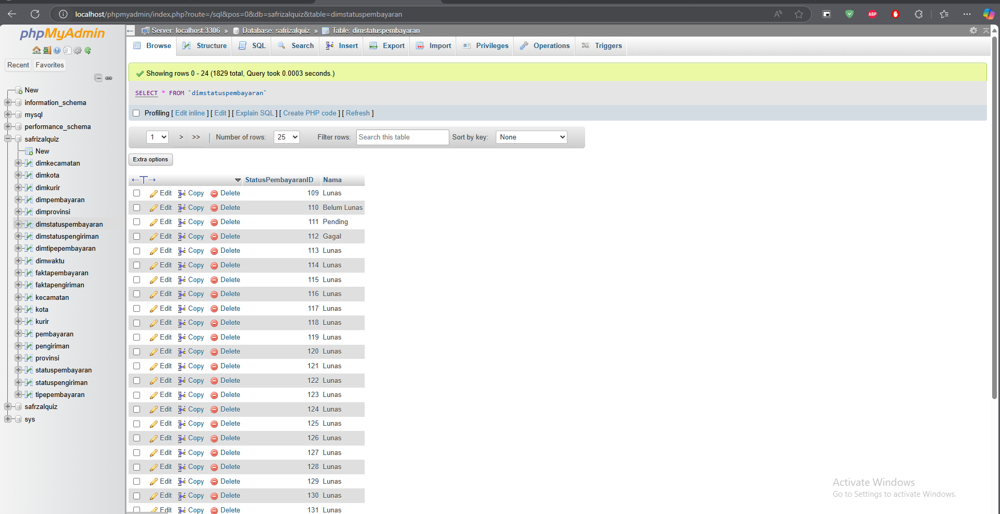 localhost/phpmyadmin/index.php?route=/sql&pos=0&db=safrizalquiz&table=dimstatuspembayaran
ABP
phpMyAdmin
Recent Favorites
New
information_schema
mysql
performance_schema
safrizalquiz
New
dimkecamatan
dimkota
dimkurir
dimpembayaran
dimprovinsi
dimstatuspembayaran
dimstatuspengiriman
dimtipepembayaran
dimwaktu
faktapembayaran
faktapengiriman
kecamatan
kota
kurir
pembayaran
pengiriman
provinsi
statuspembayaran
statuspengiriman
tipepembayaran
safrzalquiz
sys
Server: localhost:3306 » Database: safrizalquiz » Table: dimstatuspembayaran
Browse Structure SQL Search Insert Export Import Privileges Operations Triggers
Showing rows 0 - 24 (1829 total, Query took 0.0003 seconds.)
SELECT * FROM `dimstatuspembayaran`
Profiling [ Edit inline ] [ Edit ] [ Explain SQL ] [ Create PHP code ] [ Refresh ]
1 > >> | Number of rows: 25 Filter rows: Search this table Sort by key: None
Extra options
←T→ StatusPembayaranID Nama
Edit Copy Delete 109 Lunas
Edit Copy Delete 110 Belum Lunas
Edit Copy Delete 111 Pending
Edit Copy Delete 112 Gagal
Edit Copy Delete 113 Lunas
Edit Copy Delete 114 Lunas
Edit Copy Delete 115 Lunas
Edit Copy Delete 116 Lunas
Edit Copy Delete 117 Lunas
Edit Copy Delete 118 Lunas
Edit Copy Delete 119 Lunas
Edit Copy Delete 120 Lunas
Edit Copy Delete 121 Lunas
Edit Copy Delete 122 Lunas
Edit Copy Delete 123 Lunas
Edit Copy Delete 124 Lunas
Edit Copy Delete 125 Lunas
Edit Copy Delete 126 Lunas
Edit Copy Delete 127 Lunas
Edit Copy Delete 128 Lunas
Edit Copy Delete 129 Lunas
Edit Copy Delete 130 Lunas
Edit Copy Delete 131 Lunas
Activate Windows
Go to Settings to activate Windows.